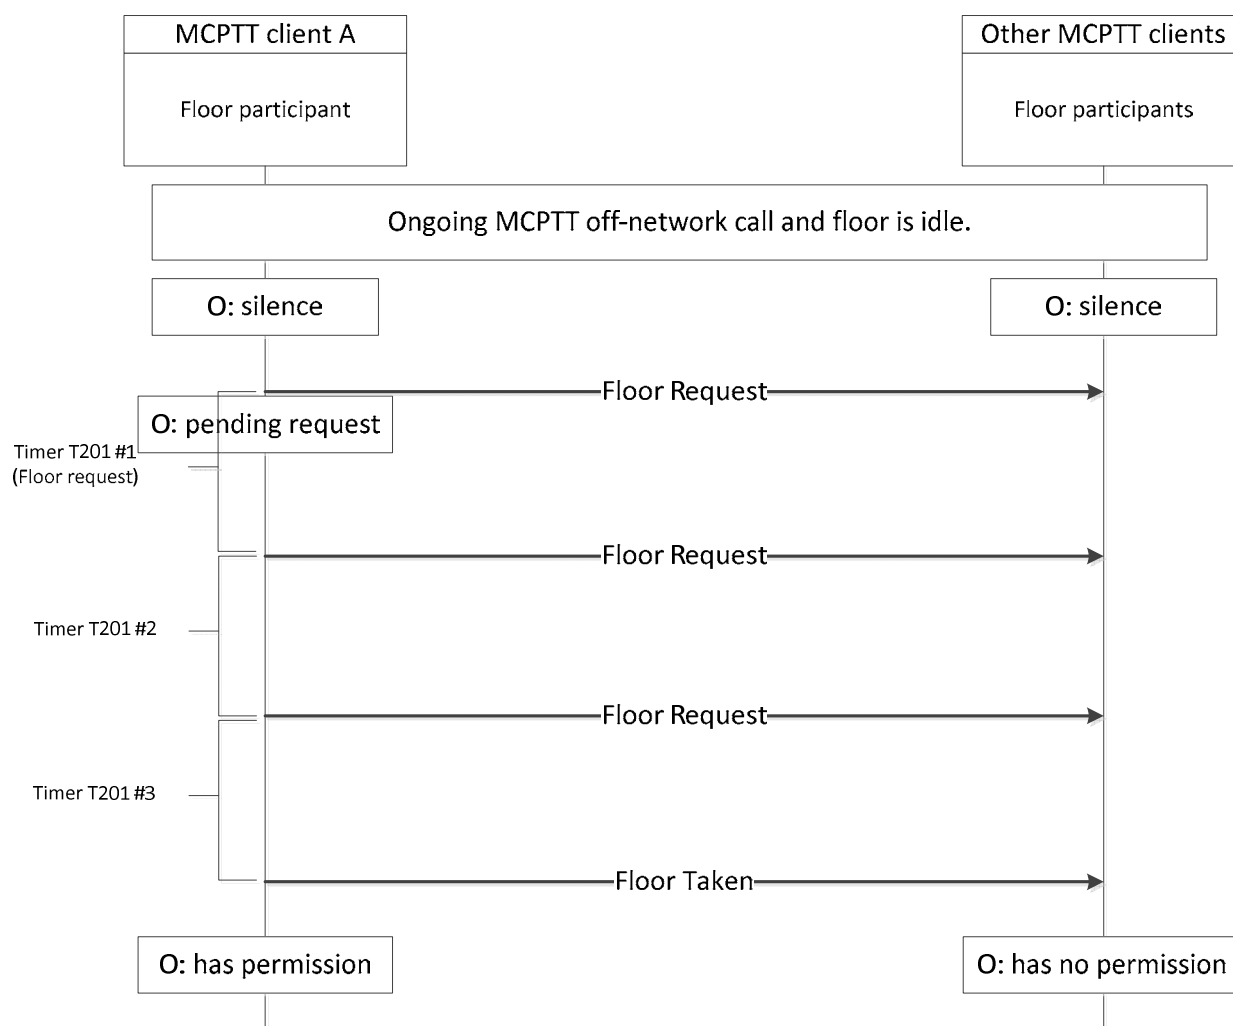 MCPTT client A
Other MCPTT clients
Floor participant
Floor participants
Ongoing MCPTT off-network call and floor is idle.
O: silence
O: silence
Floor Request
O: pending request
Timer T201 #1
(Floor request)
Floor Request
Timer T201 #2
Floor Request
Timer T201 #3
Floor Taken
O: has permission
O: has no permission